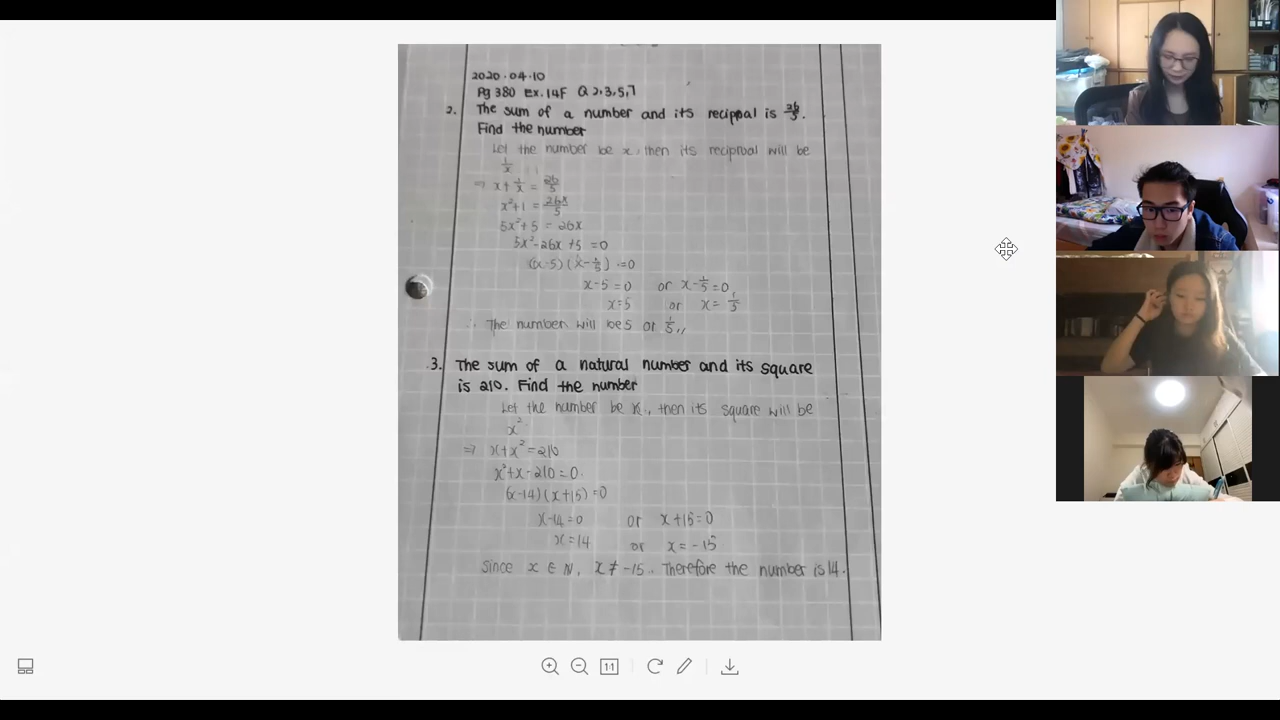 2020.04.10
Pg 380 Ex.14F Q 2,3,5,7
2. The sum of a number and its recippal is 26/5.
Find the number
Let the number be x, then its reciprocal will be
1/x
⇒ x + 1/x = 26/5
x²+1 = 26x/5
5x²+5 = 26x
5x²-26x+5 =0
(x-5)(x-1/5) =0
x-5=0 or x-1/5=0
x=5 or x= 1/5
∴ The number will be 5 or 1/5 //
3. The sum of a natural number and its square
is 210. Find the number
Let the number be x, then its square will be
x²
⇒ x+x²=210
x²+x-210=0
(x-14)(x+15)=0
x-14=0 or x+15=0
x=14 or x=-15
Since x ∈ N, x ≠ -15. Therefore the number is 14.
1:1